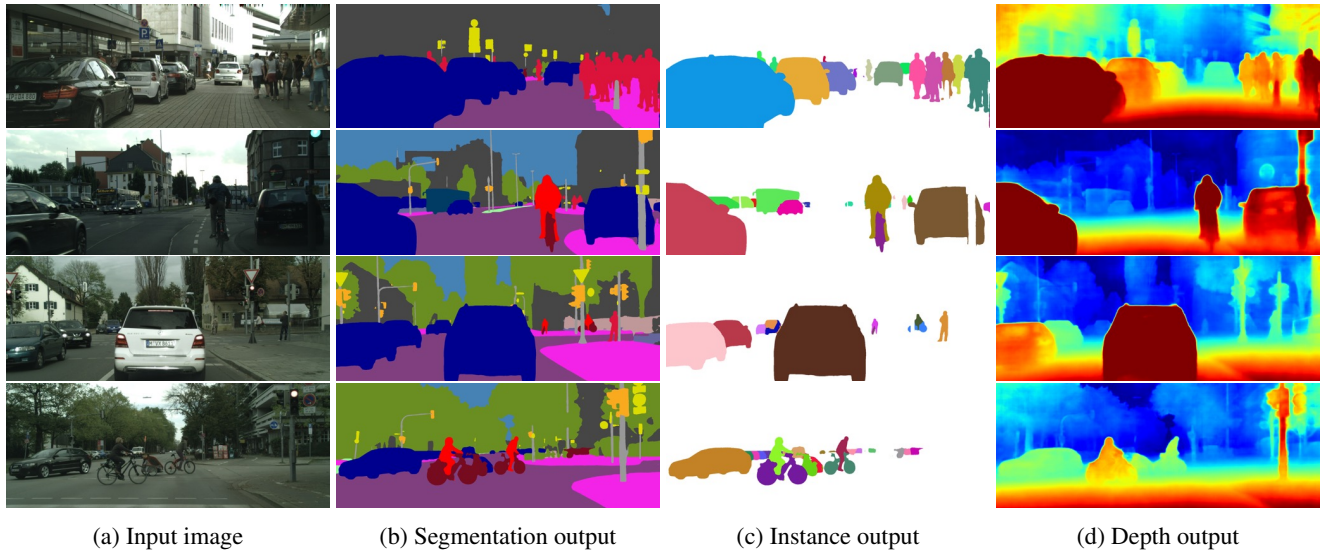 (a) Input image
(b) Segmentation output
(c) Instance output
(d) Depth output